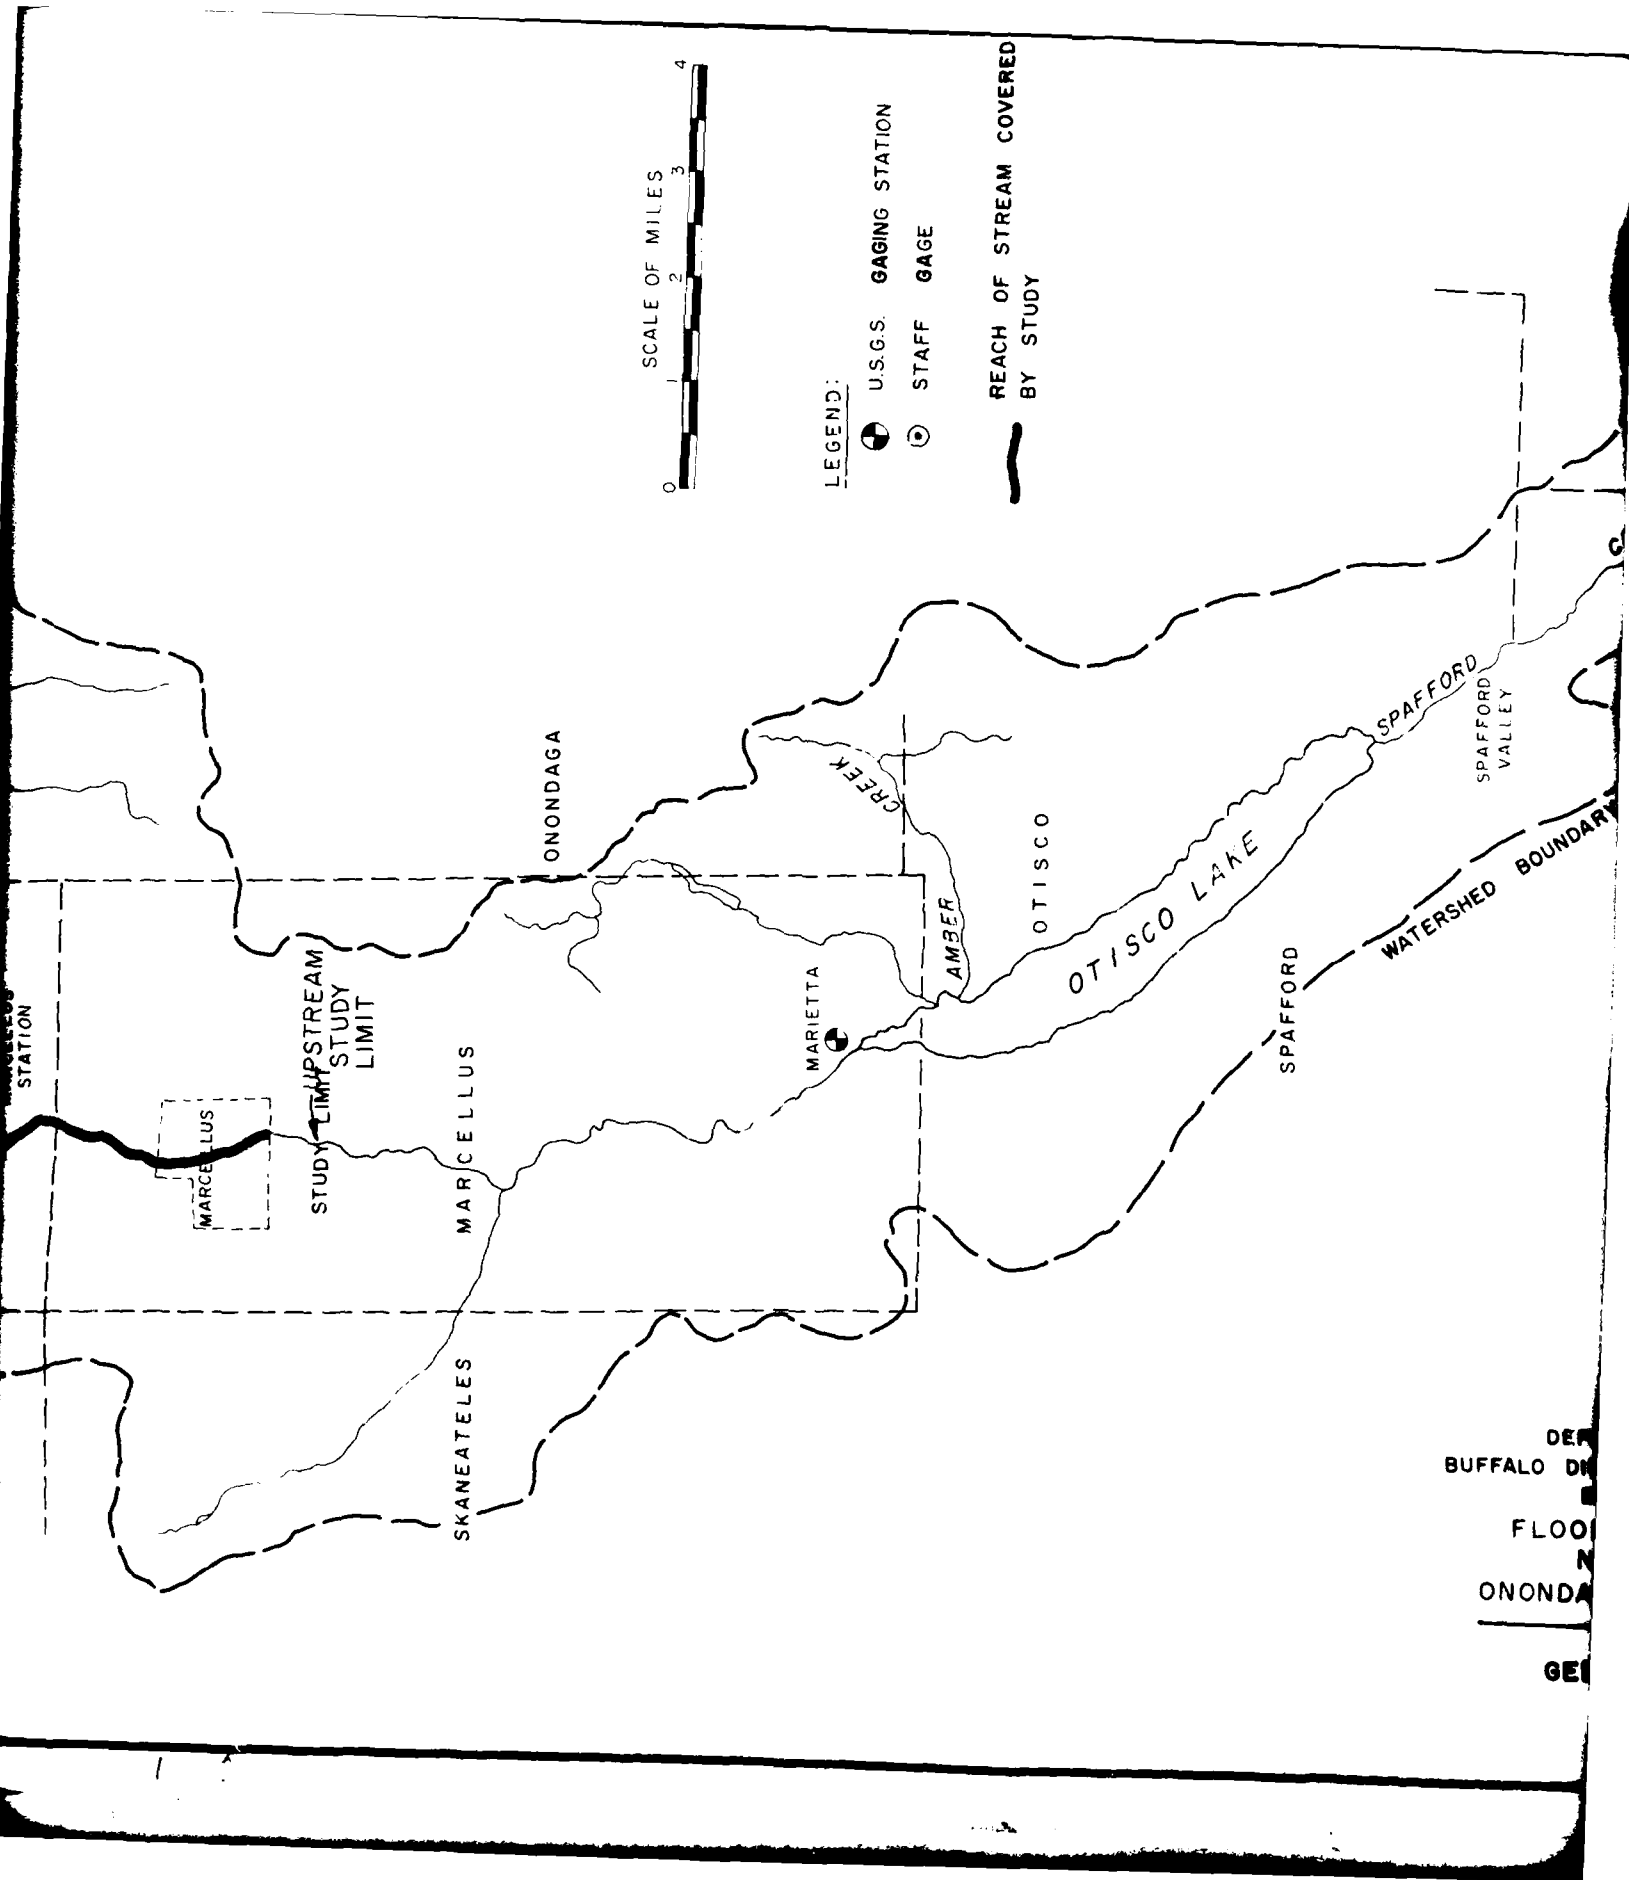 SCALE OF MILES
0 1 2 3 4
LEGEND:
U.S.G.S. GAGING STATION
STAFF GAGE
REACH OF STREAM COVERED
BY STUDY
STATION
MARCELLUS
UPSTREAM
STUDY
LIMIT
STUDY LIMIT
MARCELLUS
ONONDAGA
SKANEATELES
MARIETTA
CREEK
AMBER
OTISCO
OTISCO LAKE
SPAFFORD
SPAFFORD
SPAFFORD
VALLEY
WATERSHED BOUNDARY
BUFFALO